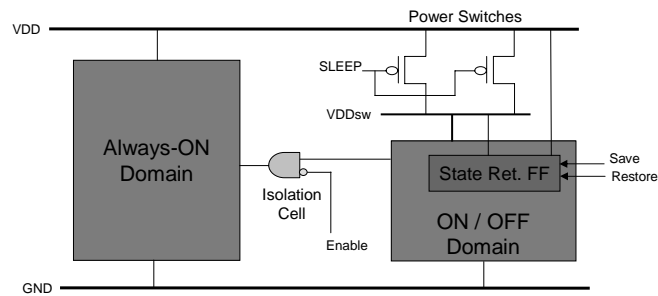 Power Switches
VDD
SLEEP
VDDsw
Always-ON
Domain
State Ret. FF
Save
Restore
Isolation
Cell
ON / OFF
Domain
Enable
GND